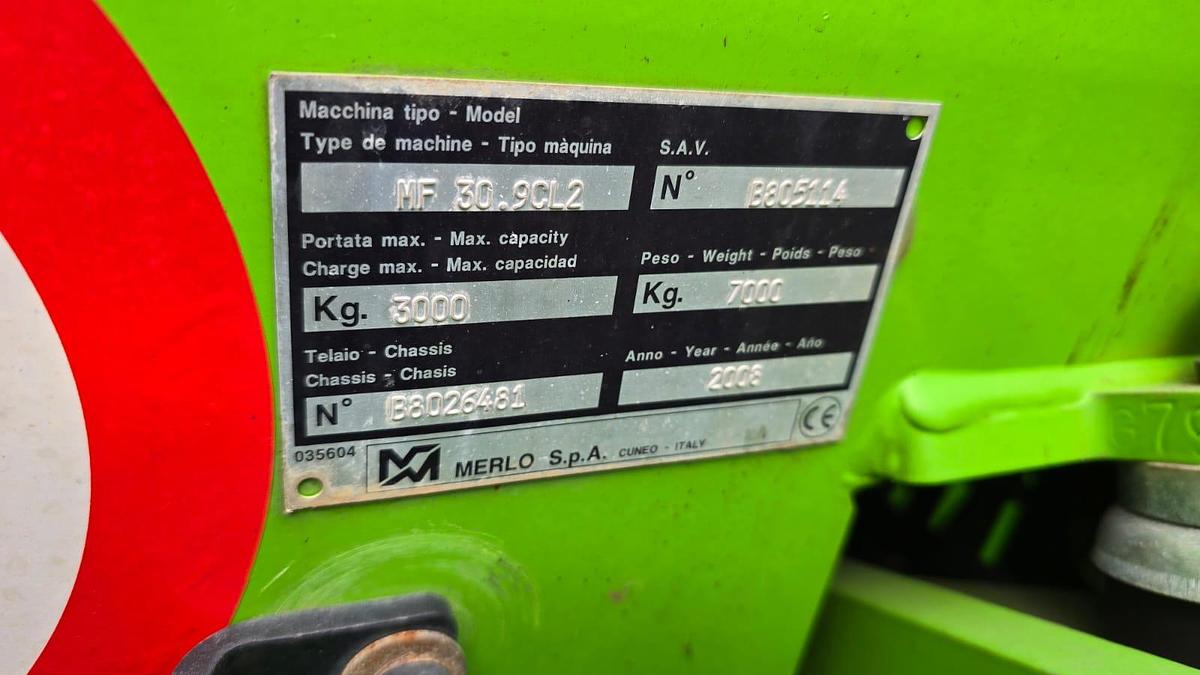 Macchina tipo - Model
Type de machine - Tipo màquina
MF 30.9CL2
S.A.V.
N° B805114
Portata max. - Max. càpacity
Charge max. - Max. capacidad
Kg. 3000
Peso - Weight - Poids - Peso
Kg. 7000
Telaio - Chassis
Chassis - Chasis
N° B8026481
Anno - Year - Année - Año
2008
035604
MERLO S.p.A. CUNEO - ITALY
CE